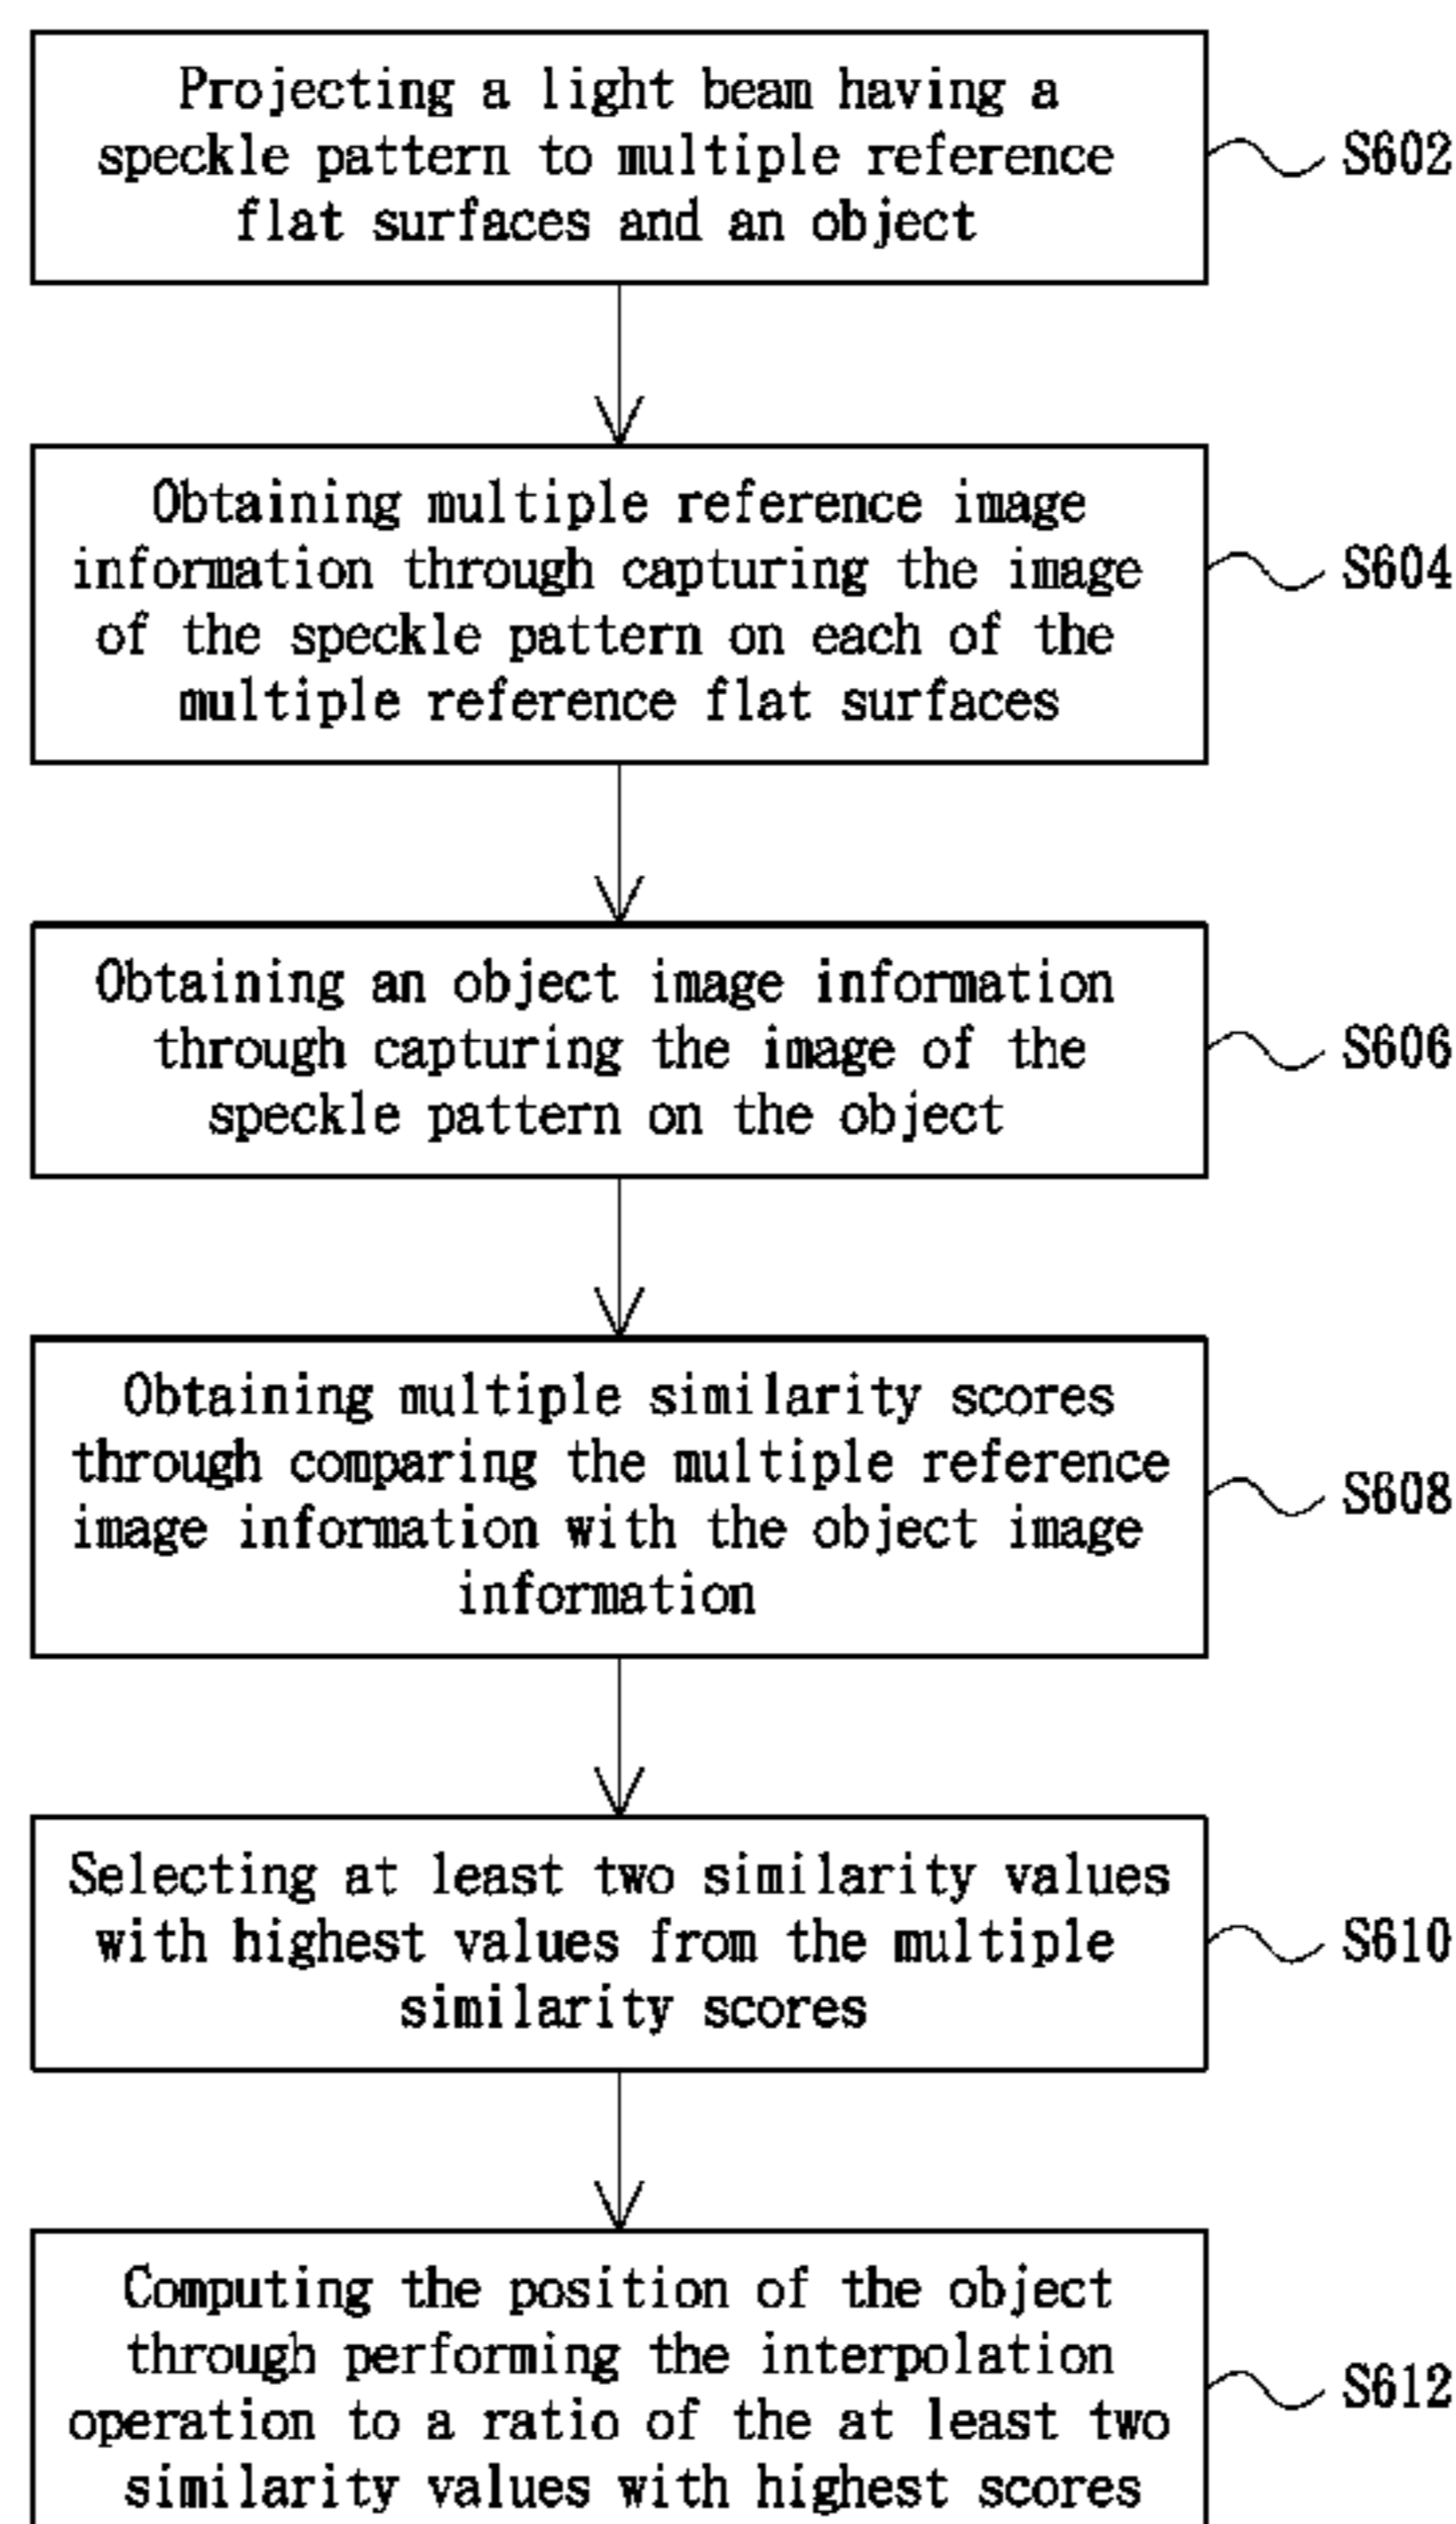 Projecting a light beam having a
speckle pattern to multiple reference
flat surfaces and an object
S602
Obtaining multiple reference image
information through capturing the image
of the speckle pattern on each of the
multiple reference flat surfaces
S604
Obtaining an object image information
through capturing the image of the
speckle pattern on the object
S606
Obtaining multiple similarity scores
through comparing the multiple reference
image information with the object image
information
S608
Selecting at least two similarity values
with highest values from the multiple
similarity scores
S610
Computing the position of the object
through performing the interpolation
operation to a ratio of the at least two
similarity values with highest scores
S612